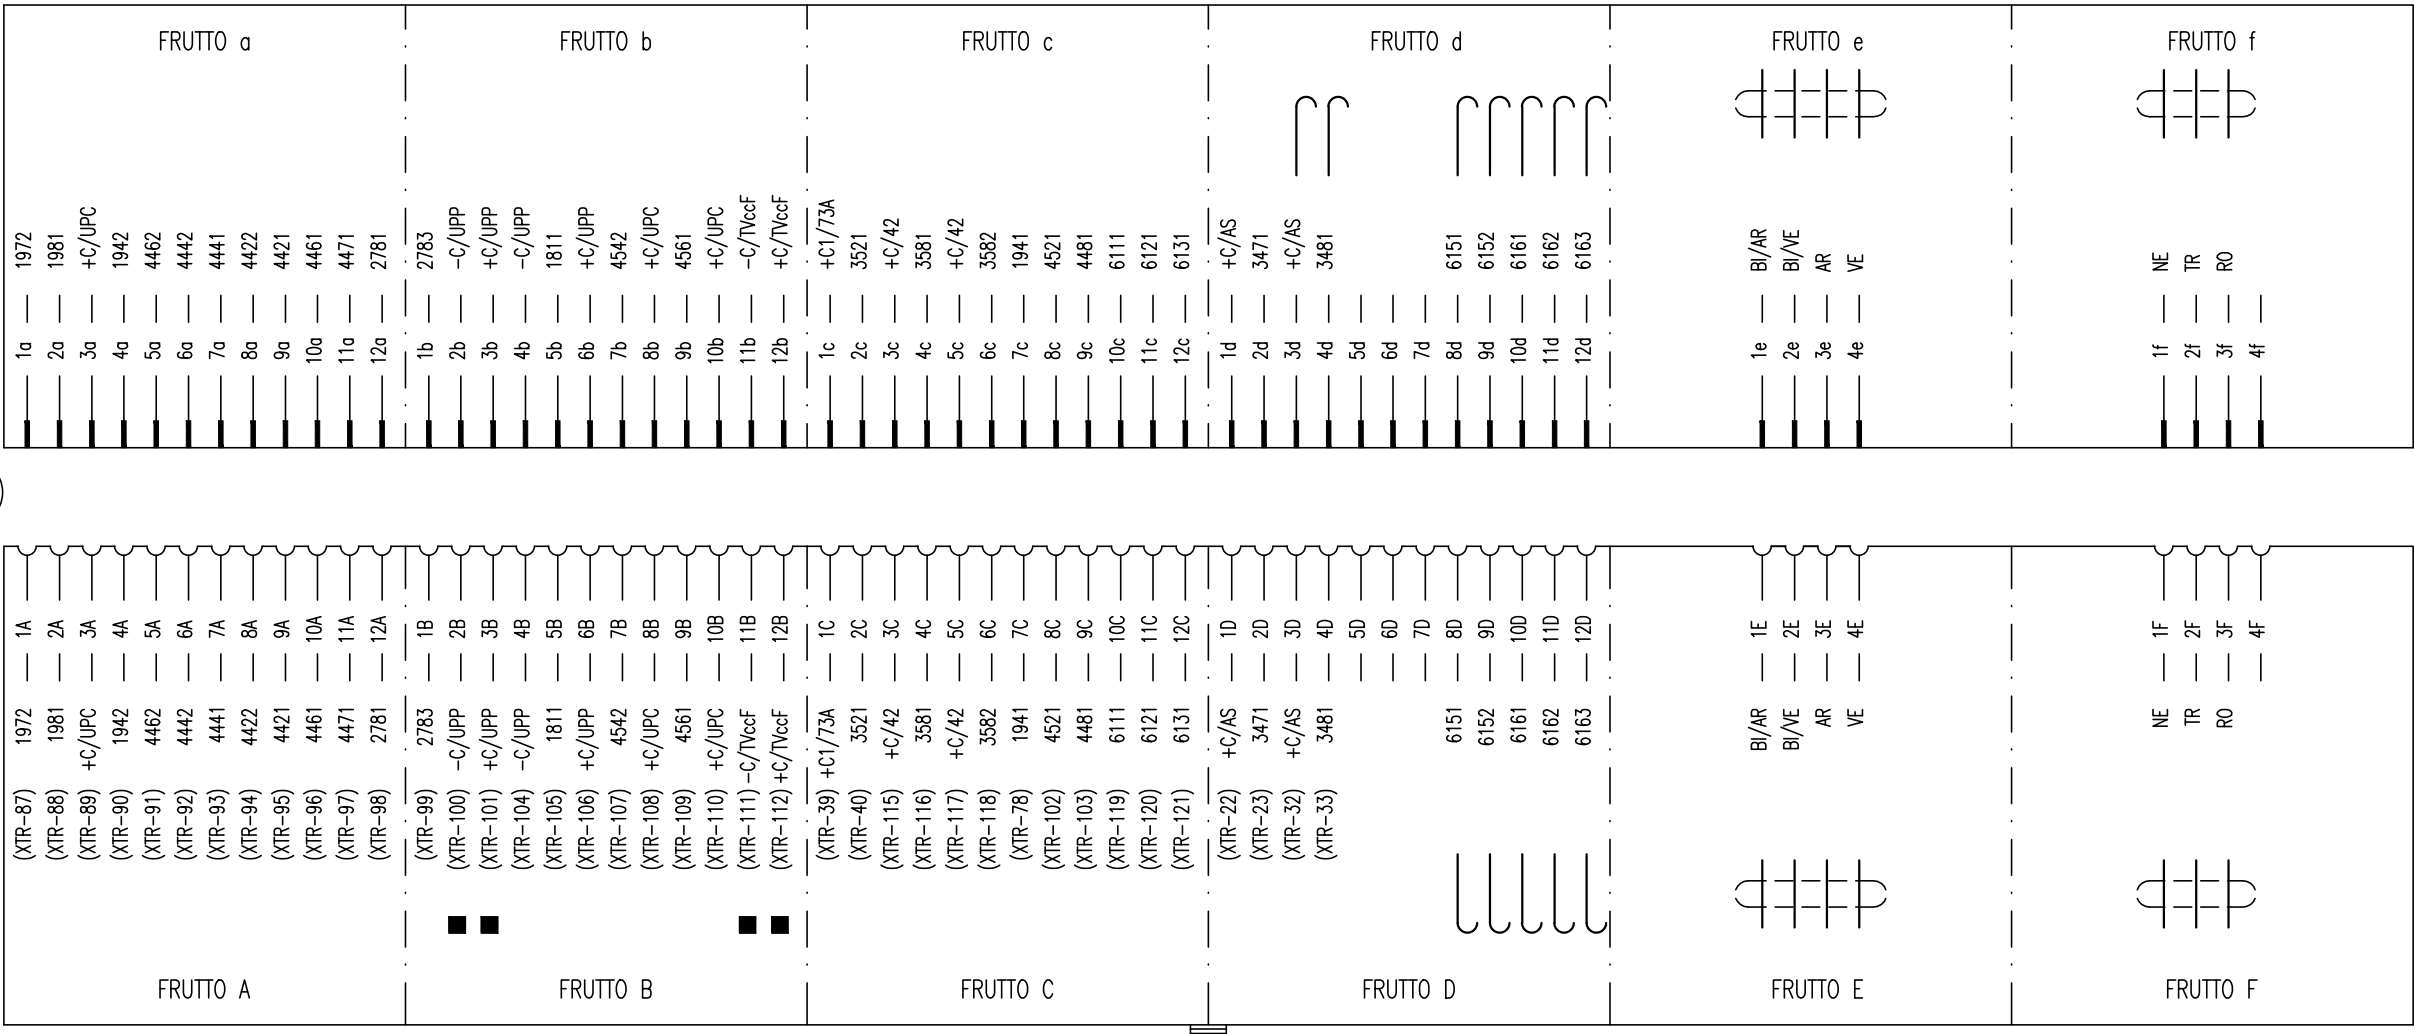 FRUTTO a FRUTTO b FRUTTO c FRUTTO d FRUTTO e FRUTTO f
1972 1981 +C/UPC 1942 4462 4442 4441 4422 4421 4461 4471 2781 2783 -C/UPP +C/UPP -C/UPP 1811 +C/UPP 4542 +C/UPC 4561 +C/UPC -C/TVccF +C/TVccF +C1/73A 3521 +C/42 3581 +C/42 3582 1941 4521 4481 6111 6121 6131 +C/AS 3471 +C/AS 3481 6151 6152 6161 6162 6163 BI/AR BI/VE AR VE NE TR RO
1a 2a 3a 4a 5a 6a 7a 8a 9a 10a 11a 12a 1b 2b 3b 4b 5b 6b 7b 8b 9b 10b 11b 12b 1c 2c 3c 4c 5c 6c 7c 8c 9c 10c 11c 12c 1d 2d 3d 4d 5d 6d 7d 8d 9d 10d 11d 12d 1e 2e 3e 4e 1f 2f 3f 4f
1A 2A 3A 4A 5A 6A 7A 8A 9A 10A 11A 12A 1B 2B 3B 4B 5B 6B 7B 8B 9B 10B 11B 12B 1C 2C 3C 4C 5C 6C 7C 8C 9C 10C 11C 12C 1D 2D 3D 4D 5D 6D 7D 8D 9D 10D 11D 12D 1E 2E 3E 4E 1F 2F 3F 4F
1972 1981 +C/UPC 1942 4462 4442 4441 4422 4421 4461 4471 2781 2783 -C/UPP +C/UPP -C/UPP 1811 +C/UPP 4542 +C/UPC 4561 +C/UPC -C/TVccF +C/TVccF +C1/73A 3521 +C/42 3581 +C/42 3582 1941 4521 4481 6111 6121 6131 +C/AS 3471 +C/AS 3481 6151 6152 6161 6162 6163 BI/AR BI/VE AR VE NE TR RO
(XTR-87) (XTR-88) (XTR-89) (XTR-90) (XTR-91) (XTR-92) (XTR-93) (XTR-94) (XTR-95) (XTR-96) (XTR-97) (XTR-98) (XTR-99) (XTR-100) (XTR-101) (XTR-104) (XTR-105) (XTR-106) (XTR-107) (XTR-108) (XTR-109) (XTR-110) (XTR-111) (XTR-112) (XTR-39) (XTR-40) (XTR-115) (XTR-116) (XTR-117) (XTR-118) (XTR-78) (XTR-102) (XTR-103) (XTR-119) (XTR-120) (XTR-121) (XTR-22) (XTR-23) (XTR-32) (XTR-33)
FRUTTO A FRUTTO B FRUTTO C FRUTTO D FRUTTO E FRUTTO F